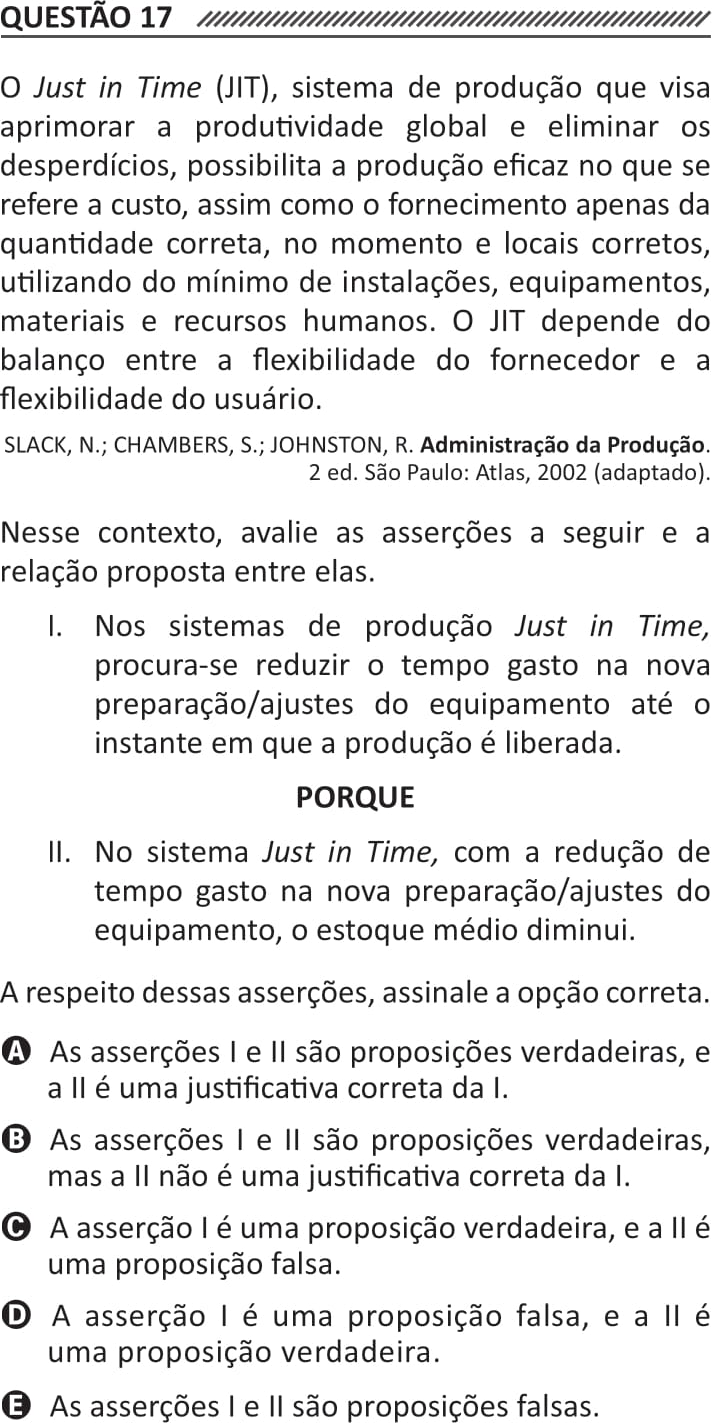 QUESTÃO 17
O Just in Time (JIT), sistema de produção que visa
aprimorar a produtividade global e eliminar os
desperdícios, possibilita a produção eficaz no que se
refere a custo, assim como o fornecimento apenas da
quantidade correta, no momento e locais corretos,
utilizando do mínimo de instalações, equipamentos,
materiais e recursos humanos. O JIT depende do
balanço entre a flexibilidade do fornecedor e a
flexibilidade do usuário.
SLACK, N.; CHAMBERS, S.; JOHNSTON, R. Administração da Produção.
2 ed. São Paulo: Atlas, 2002 (adaptado).
Nesse contexto, avalie as asserções a seguir e a
relação proposta entre elas.
I. Nos sistemas de produção Just in Time,
procura-se reduzir o tempo gasto na nova
preparação/ajustes do equipamento até o
instante em que a produção é liberada.
PORQUE
II. No sistema Just in Time, com a redução de
tempo gasto na nova preparação/ajustes do
equipamento, o estoque médio diminui.
A respeito dessas asserções, assinale a opção correta.
A As asserções I e II são proposições verdadeiras, e
a II é uma justificativa correta da I.
B As asserções I e II são proposições verdadeiras,
mas a II não é uma justificativa correta da I.
C A asserção I é uma proposição verdadeira, e a II é
uma proposição falsa.
D A asserção I é uma proposição falsa, e a II é
uma proposição verdadeira.
E As asserções I e II são proposições falsas.